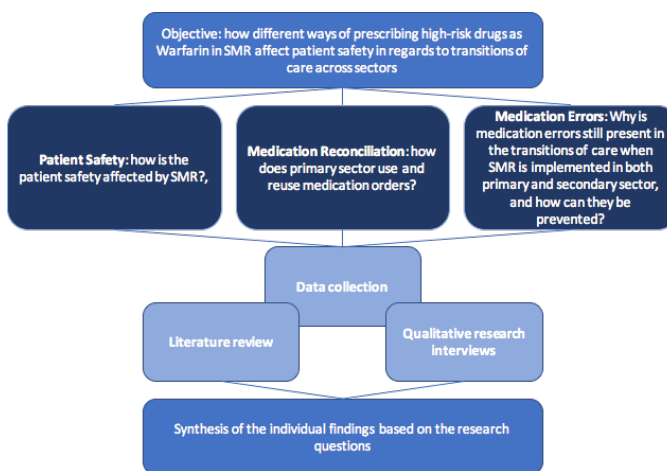 Objective: how different ways of prescribing high-risk drugs as
Warfarin in SMR affect patient safety in regards to transitions of
care across sectors
Patient Safety: how is the
patient safety affected by SMR?,
Medication Reconciliation: how
does primary sector use and
reuse medication orders?
Medication Errors: Why is
medication errors still present in
the transitions of care when
SMR is implemented in both
primary and secondary sector,
and how can they be
prevented?
Data collection
Literature review
Qualitative research
interviews
Synthesis of the individual findings based on the research
questions